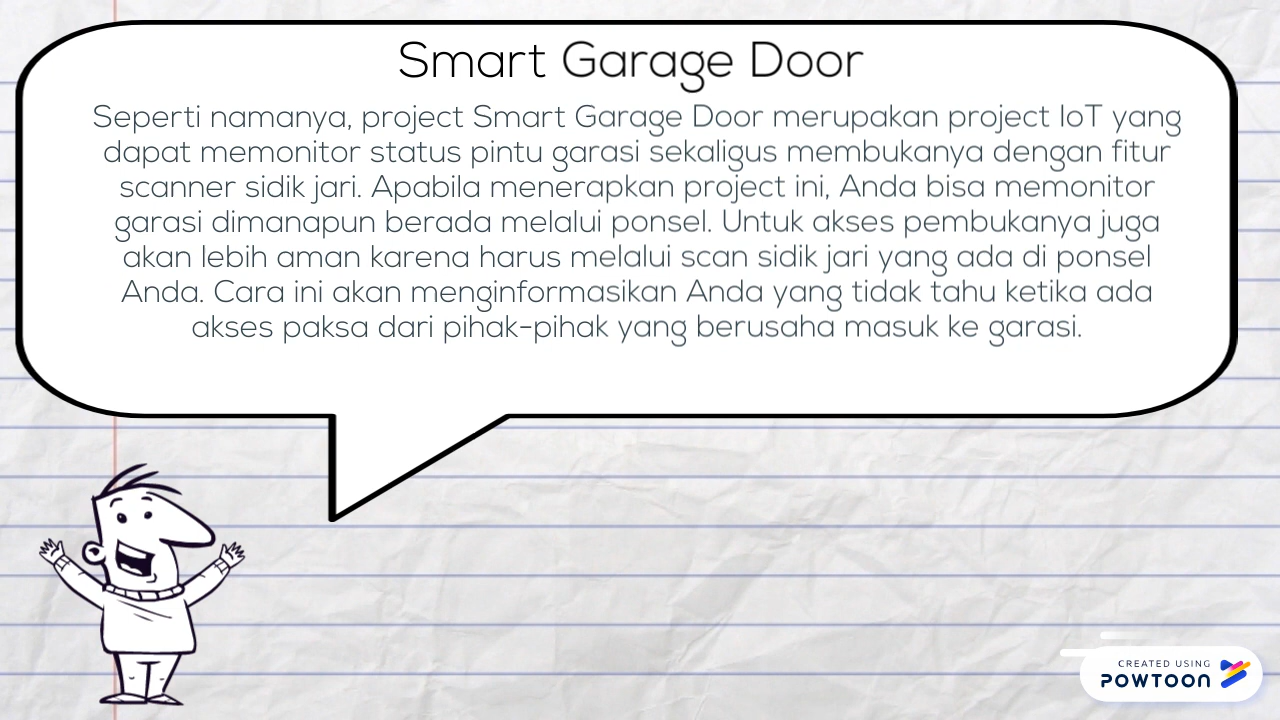 Smart Garage Door
Seperti namanya, project Smart Garage Door merupakan project IoT yang
dapat memonitor status pintu garasi sekaligus membukanya dengan fitur
scanner sidik jari. Apabila menerapkan project ini, Anda bisa memonitor
garasi dimanapun berada melalui ponsel. Untuk akses pembukanya juga
akan lebih aman karena harus melalui scan sidik jari yang ada di ponsel
Anda. Cara ini akan menginformasikan Anda yang tidak tahu ketika ada
akses paksa dari pihak-pihak yang berusaha masuk ke garasi.
CREATED USING
POWTOON